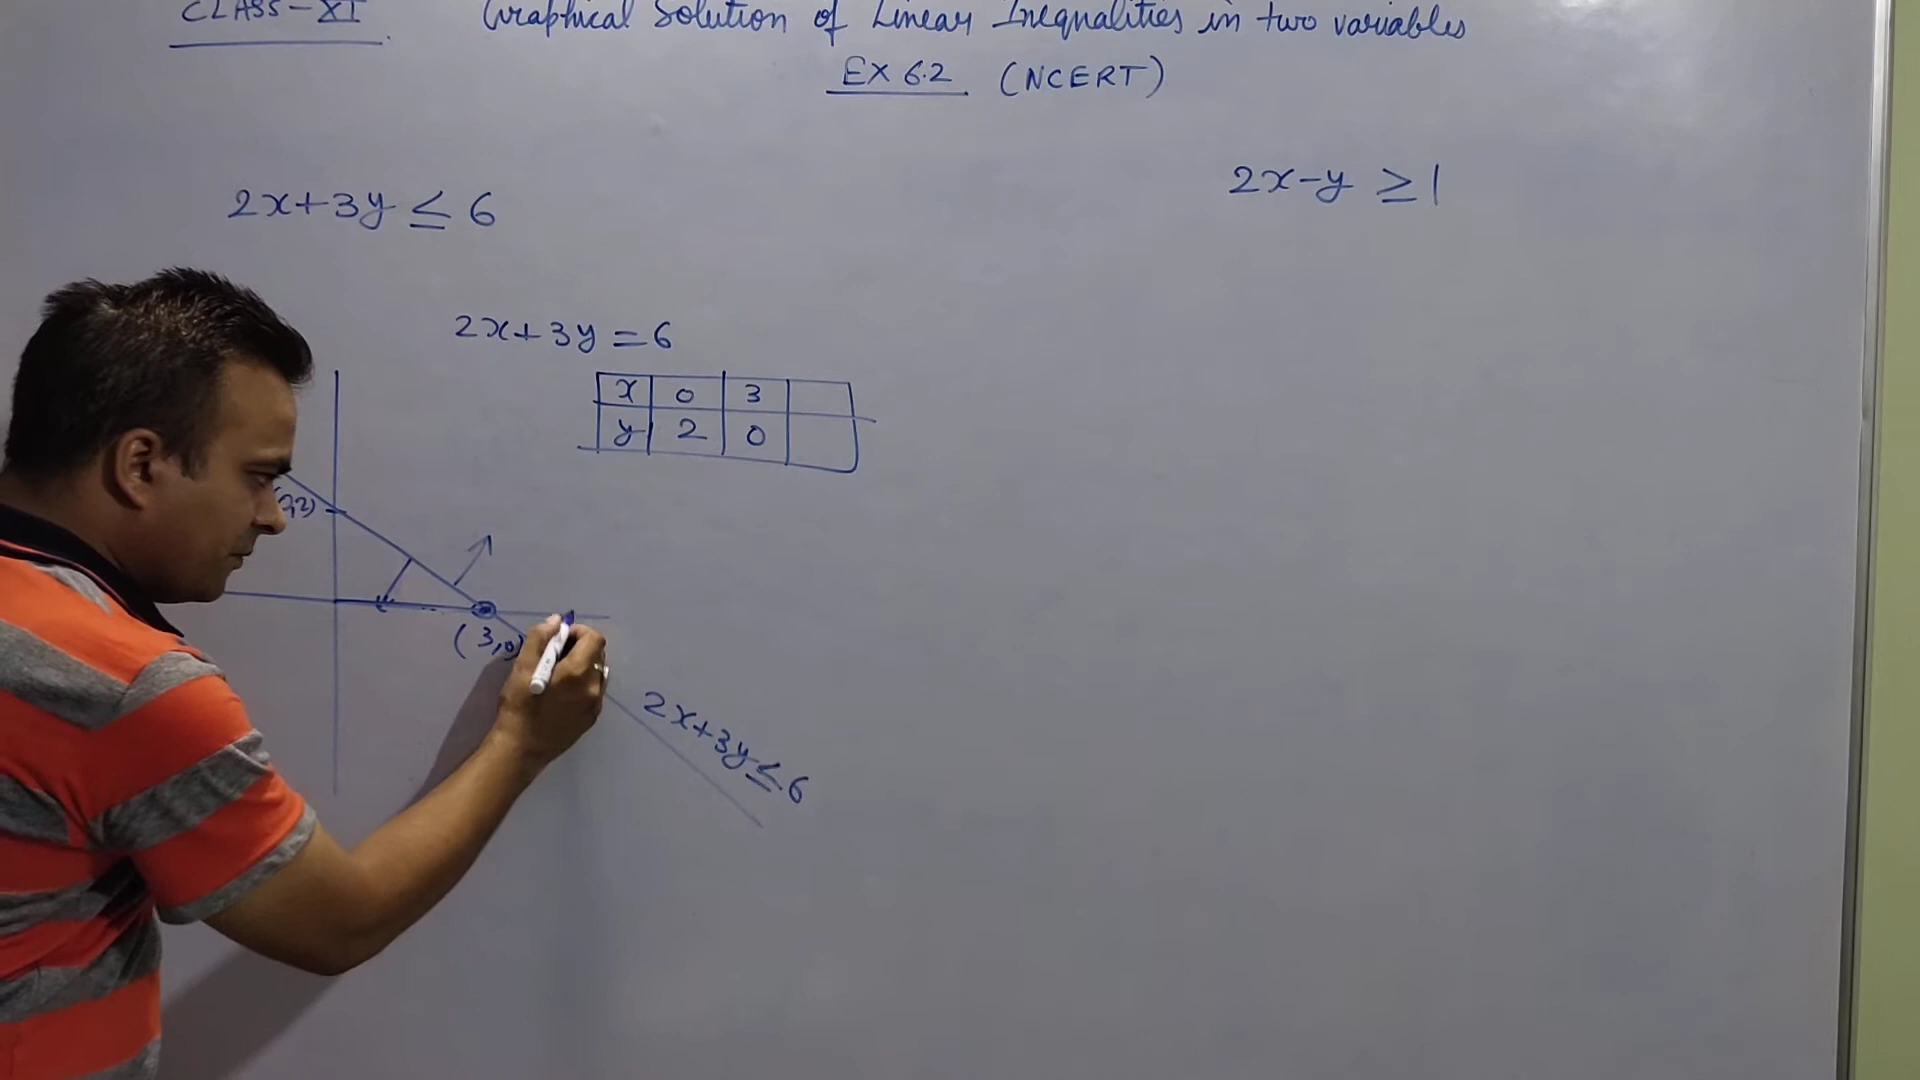 CLASS-XI Graphical Solution of Linear Inequalities in two variables
EX 6.2 (NCERT)
2x+3y ≤ 6
2x-y ≥ 1
2x+3y = 6
x 0 3
y 2 0
(3,0)
2x+3y ≤ 6